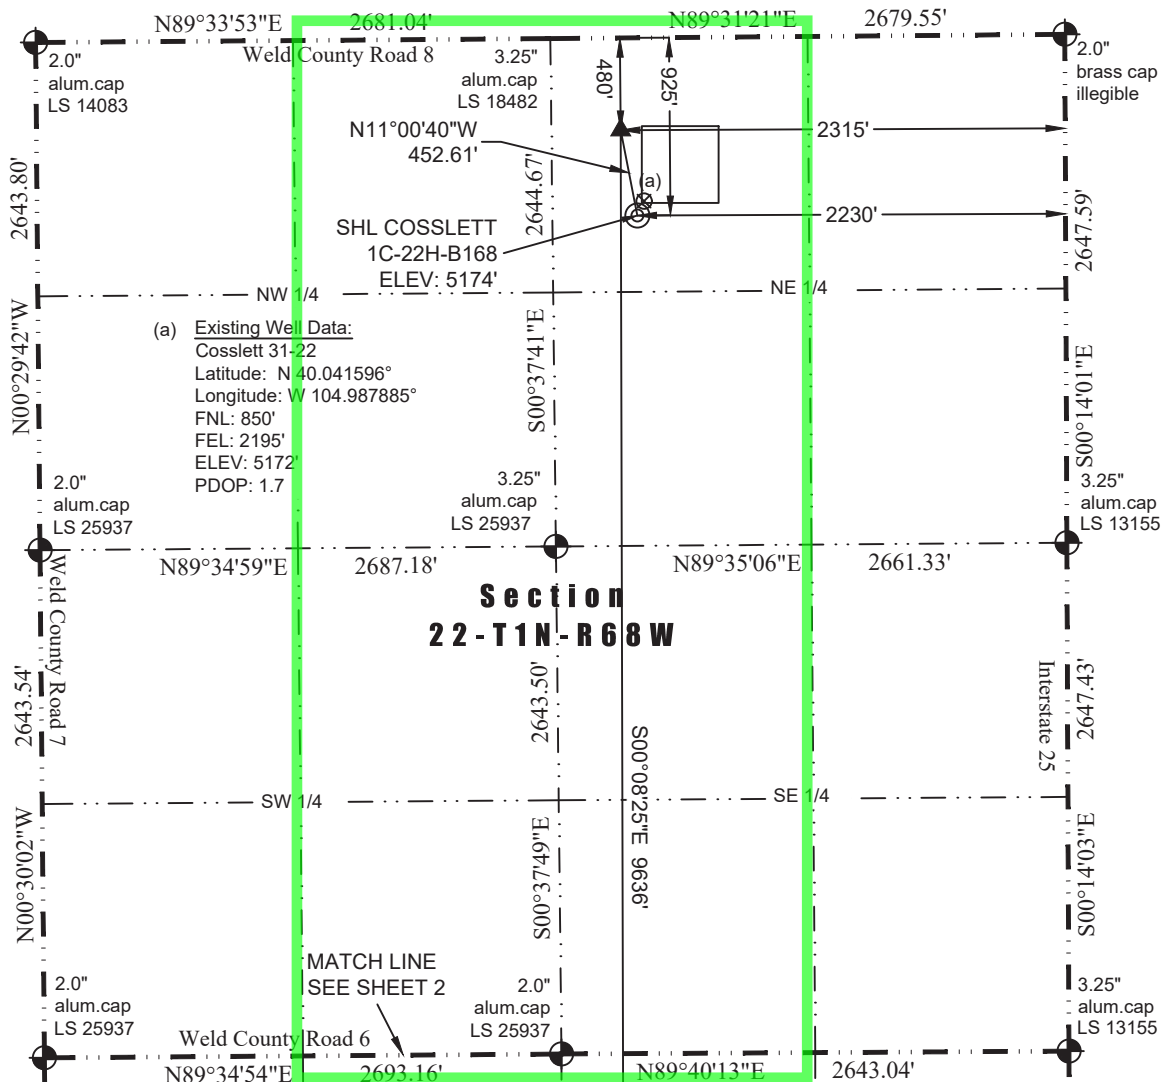 N89°33'53"E 2681.04' N89°31'21"E 2679.55'
Weld County Road 8
2.0"
alum.cap
LS 14083
3.25"
alum.cap
LS 18482
2.0"
brass cap
illegible
480'
925'
2315'
N11°00'40"W
452.61'
(a)
2230'
SHL COSSLETT
1C-22H-B168
ELEV: 5174'
2643.80'
2644.67'
2647.59'
NW 1/4
NE 1/4
(a) Existing Well Data:
Cosslett 31-22
Latitude: N 40.041596°
Longitude: W 104.987885°
FNL: 850'
FEL: 2195'
ELEV: 5172'
PDOP: 1.7
N00°29'42"W
S00°37'41"E
S00°14'01"E
2.0"
alum.cap
LS 25937
3.25"
alum.cap
LS 25937
3.25"
alum.cap
LS 13155
N89°34'59"E 2687.18' N89°35'06"E 2661.33'
Section
22-T1N-R68W
Weld County Road 7
2643.54'
2643.50'
S00°08'25"E 9636'
Interstate 25
2647.43'
SW 1/4
SE 1/4
N00°30'02"W
S00°37'49"E
S00°14'03"E
MATCH LINE
SEE SHEET 2
2.0"
alum.cap
LS 25937
2.0"
alum.cap
LS 25937
3.25"
alum.cap
LS 13155
Weld County Road 6
N89°34'54"E 2693.16' N89°40'13"E 2643.04'